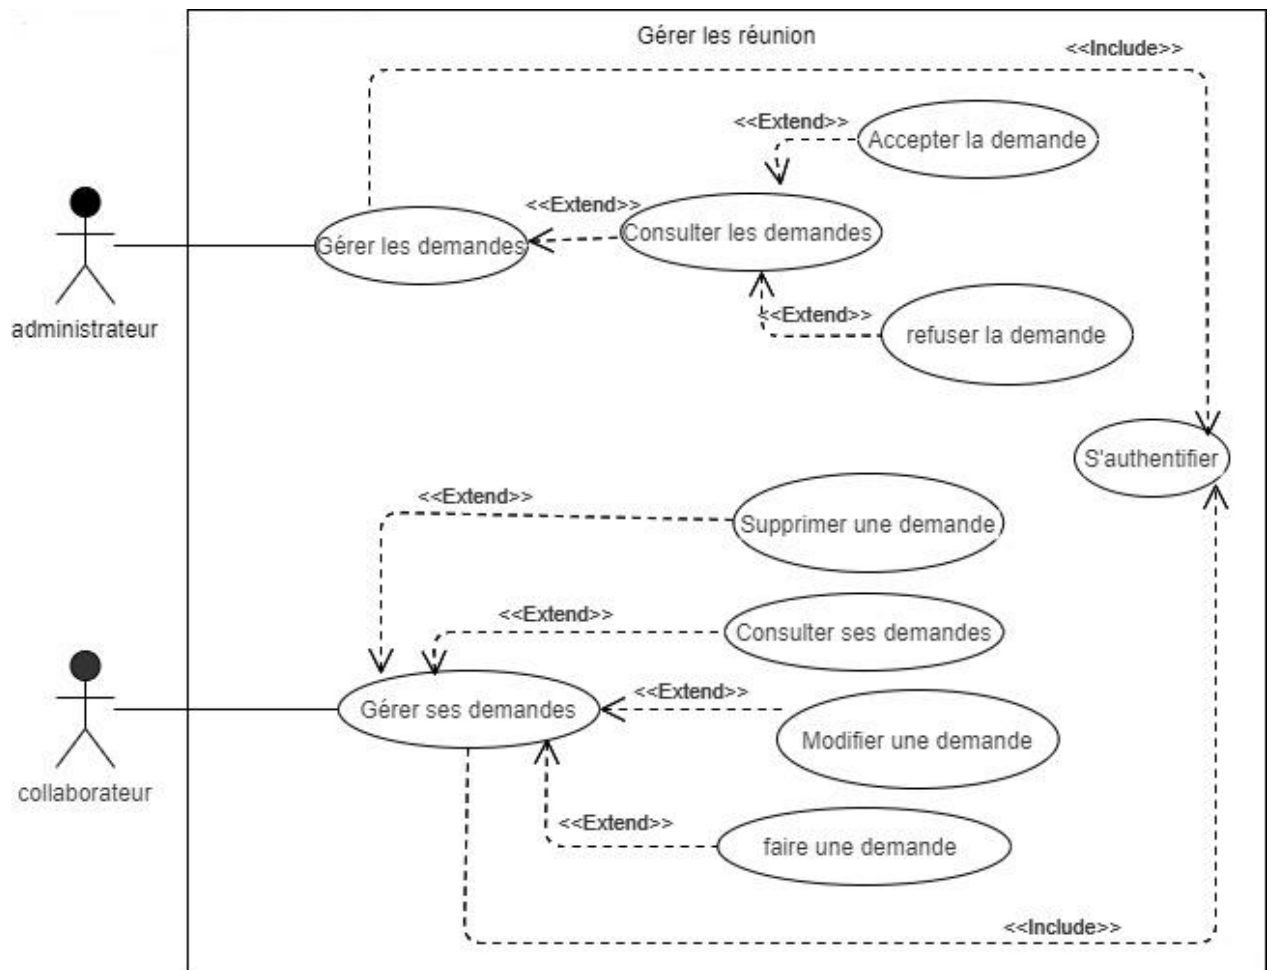 Gérer les réunion
<<Include>>
<<Extend>>
Accepter la demande
<<Extend>>
Gérer les demandes
Consulter les demandes
<<Extend>>
refuser la demande
administrateur
S'authentifier
<<Extend>>
Supprimer une demande
<<Extend>>
Consulter ses demandes
<<Extend>>
Gérer ses demandes
Modifier une demande
collaborateur
<<Extend>>
faire une demande
<<Include>>